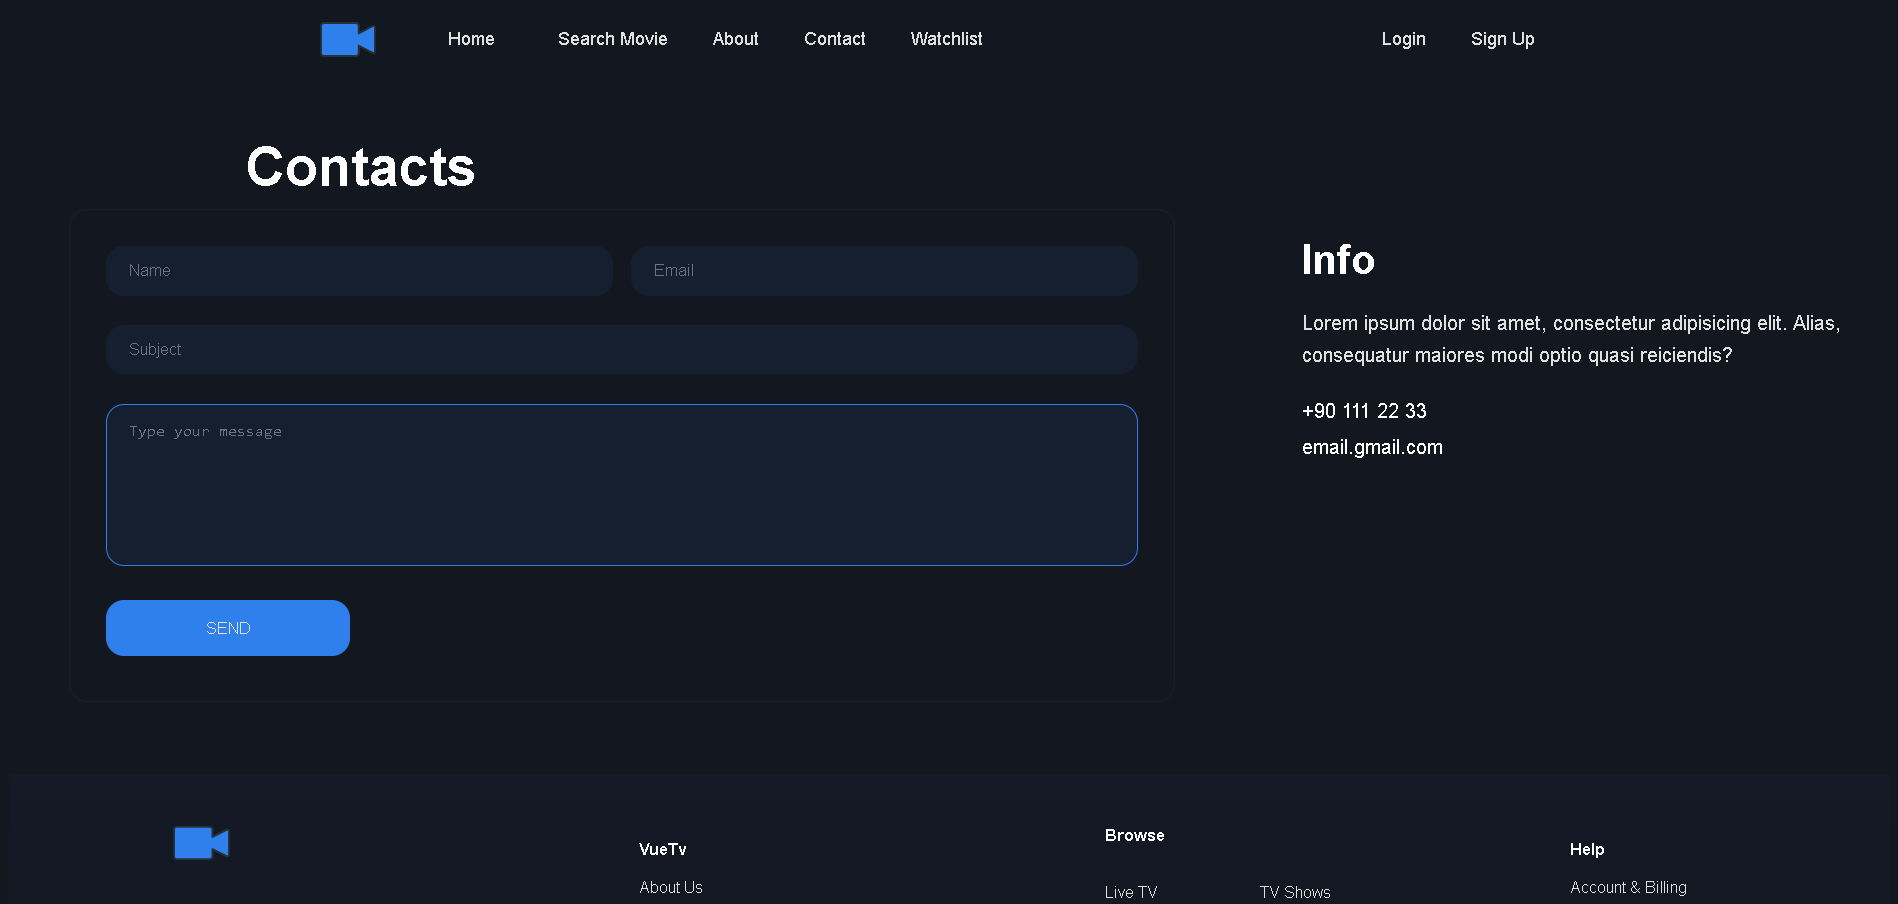 Home Search Movie About Contact Watchlist Login Sign Up
Contacts
Name Email
Subject
Type your message
SEND
Info
Lorem ipsum dolor sit amet, consectetur adipisicing elit. Alias,
consequatur maiores modi optio quasi reiciendis?
+90 111 22 33
email.gmail.com
VueTv
About Us
Browse
Live TV TV Shows
Help
Account & Billing